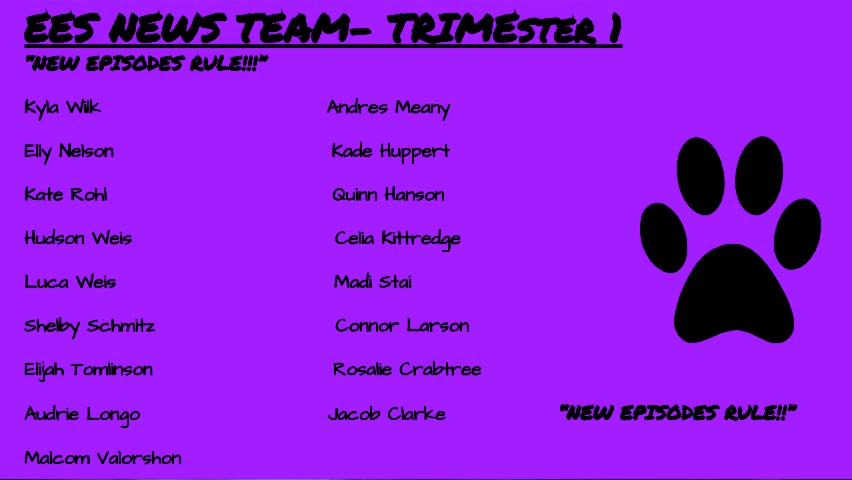 EES NEWS TEAM- TRIMEster 1
"NEW EPISODES RULE!!!"
Kyla Wilk
Andres Meany
Elly Nelson
Kade Huppert
Kate Rohl
Quinn Hanson
Hudson Weis
Celia Kittredge
Luca Weis
Madi Stai
Shelby Schmitz
Connor Larson
Elijah Tomlinson
Rosalie Crabtree
Audrie Longo
Jacob Clarke
"NEW EPISODES RULE!!"
Malcom Valorshon